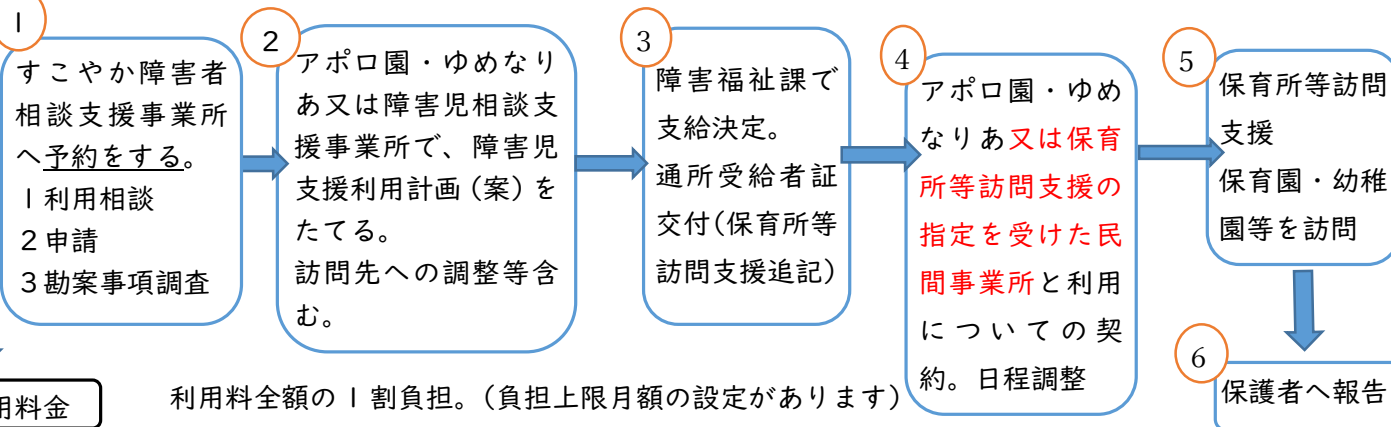 1
すこやか障害者
相談支援事業所
へ予約をする。
1利用相談
2申請
3勘案事項調査
2
アポロ園・ゆめなり
あ又は障害児相談支
援事業所で、障害児
支援利用計画(案)を
たてる。
訪問先への調整等含
む。
3
障害福祉課で
支給決定。
通所受給者証
交付(保育所等
訪問支援追記)
4
アポロ園・ゆめ
なりあ又は保育
所等訪問支援の
指定を受けた民
間事業所と利用
についての契
約。日程調整
5
保育所等訪問
支援
保育園・幼稚
園等を訪問
6
保護者へ報告
用料金
利用料全額の1割負担。(負担上限月額の設定があります)